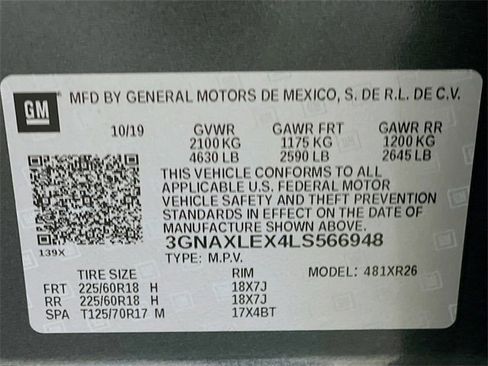 GM
MFD BY GENERAL MOTORS DE MEXICO, S. DE R.L. DE C.V.
10/19 GVWR GAWR FRT GAWR RR
2100 KG 1175 KG 1200 KG
4630 LB 2590 LB 2645 LB
THIS VEHICLE CONFORMS TO ALL
APPLICABLE U.S. FEDERAL MOTOR
VEHICLE SAFETY AND THEFT PREVENTION
STANDARDS IN EFFECT ON THE DATE OF
MANUFACTURE SHOWN ABOVE.
3GNAXLEX4LS566948
139X
TYPE: M.P.V.
TIRE SIZE RIM MODEL: 481XR26
FRT 225/60R18 H 18X7J
RR 225/60R18 H 18X7J
SPA T125/70R17 M 17X4BT